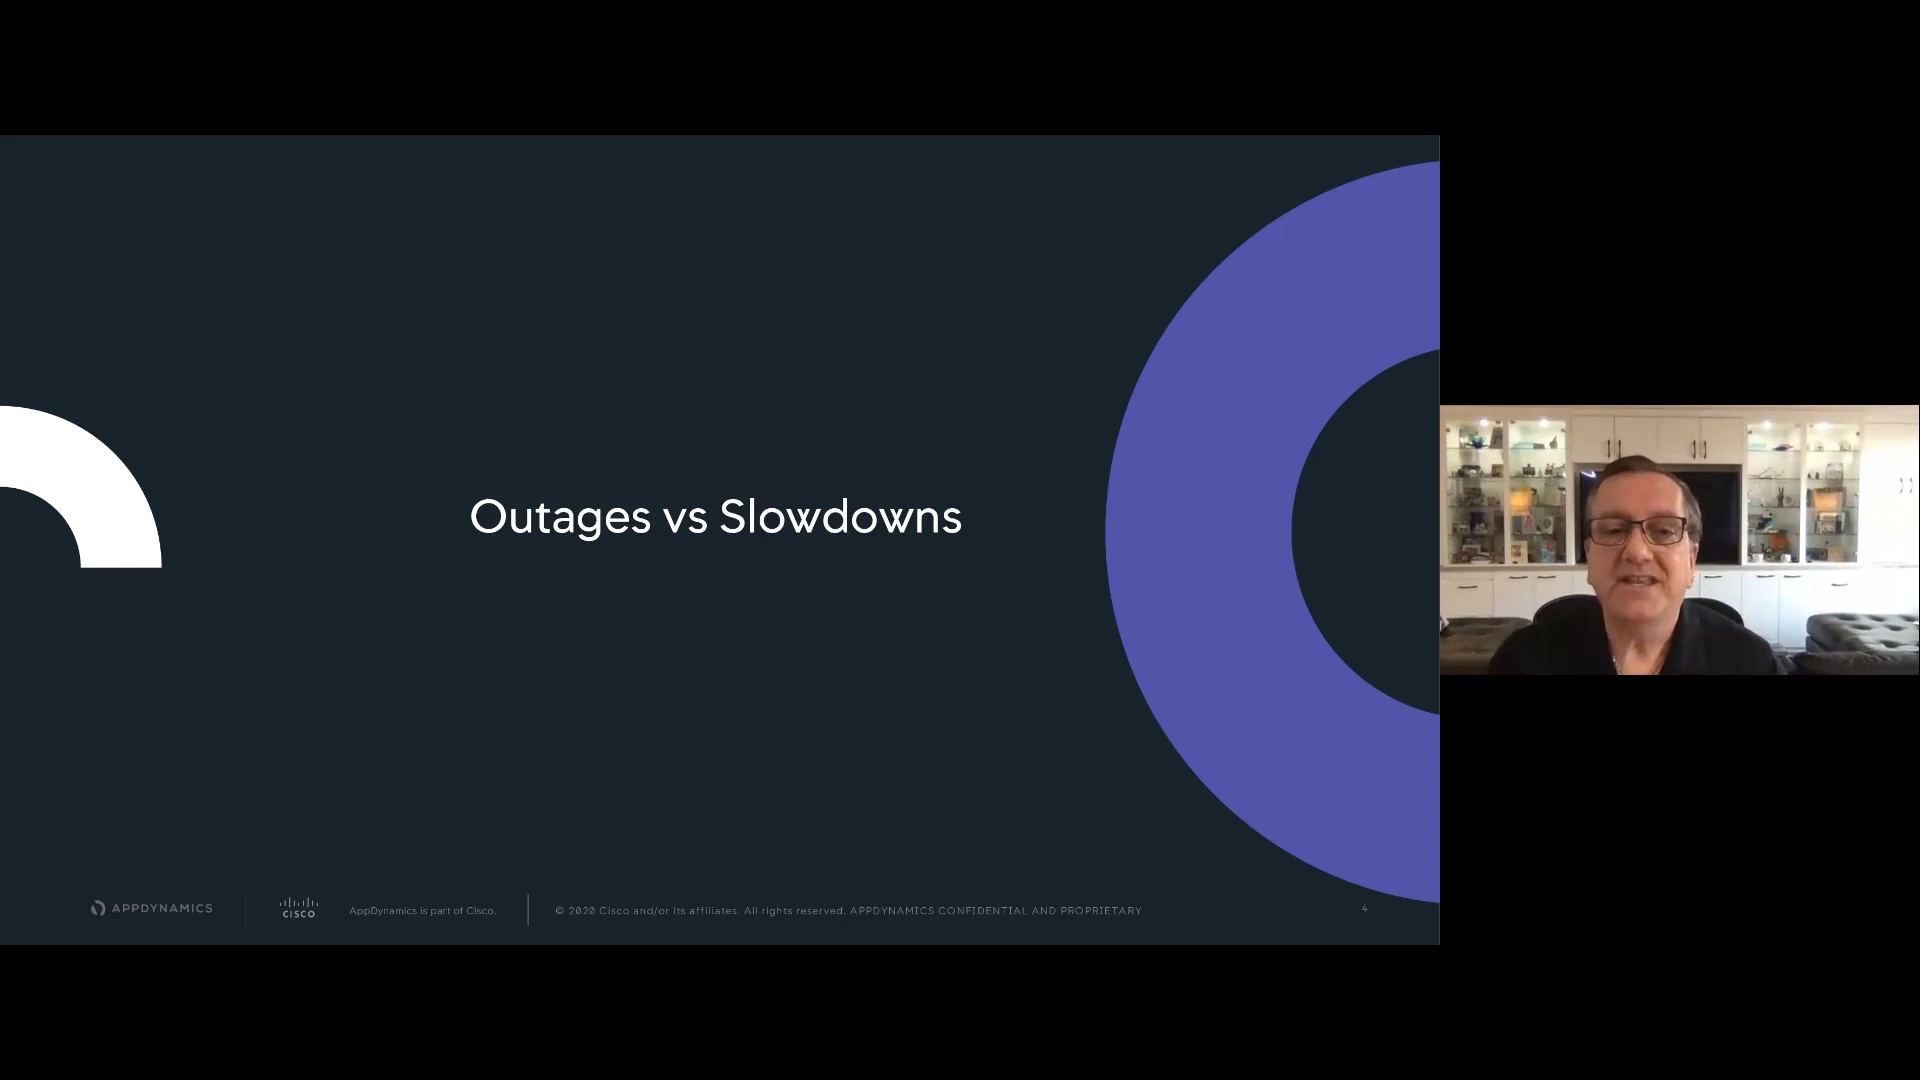 Outages vs Slowdowns
APPDYNAMICS
CISCO
AppDynamics is part of Cisco.
© 2020 Cisco and/or its affiliates. All rights reserved. APPDYNAMICS CONFIDENTIAL AND PROPRIETARY
4